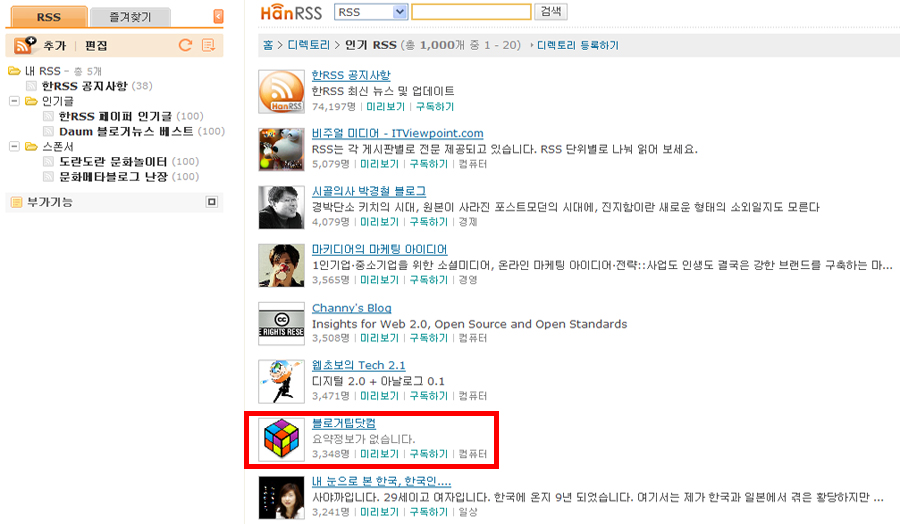 RSS 즐겨찾기
추가 | 편집
내 RSS - 총 5개
한RSS 공지사항 (38)
인기글
한RSS 페이퍼 인기글 (100)
Daum 블로거뉴스 베스트 (100)
스폰서
도란도란 문화놀이터 (100)
문화메타블로그 난장 (100)
부가기능
HanRSS RSS 검색
홈 > 디렉토리 > 인기 RSS (총 1,000개 중 1 - 20) 디렉토리 등록하기
한RSS 공지사항
한RSS 최신 뉴스 및 업데이트
74,197명 | 미리보기 | 구독하기
HanRSS
비주얼 미디어 - ITViewpoint.com
RSS는 각 게시판별로 전문 제공되고 있습니다. RSS 단위별로 나눠 읽어 보세요.
5,079명 | 미리보기 | 구독하기 | 컴퓨터
시골의사 박경철 블로그
경박단소 키치의 시대, 원본이 사라진 포스트모던의 시대에, 진지함이란 새로운 형태의 소외일지도 모른다
4,079명 | 미리보기 | 구독하기 | 경제
마키디어의 마케팅 아이디어
1인기업·중소기업을 위한 소셜미디어, 온라인 마케팅 아이디어·전략::사업도 인생도 결국은 강한 브랜드를 구축하는 마...
3,565명 | 미리보기 | 구독하기 | 경영
Channy's Blog
Insights for Web 2.0, Open Source and Open Standards
3,508명 | 미리보기 | 구독하기 | 컴퓨터
cc
E RIGHTS RESE
웹초보의 Tech 2.1
디지털 2.0 + 아날로그 0.1
3,471명 | 미리보기 | 구독하기 | 컴퓨터
블로거팁닷컴
요약정보가 없습니다.
3,348명 | 미리보기 | 구독하기 | 컴퓨터
내 눈으로 본 한국, 한국인....
사야까입니다. 29세이고 여자입니다. 한국에 온지 9년 되었습니다. 여기서는 제가 한국과 일본에서 겪은 황당하지만 ...
3,241명 | 미리보기 | 구독하기 | 일상